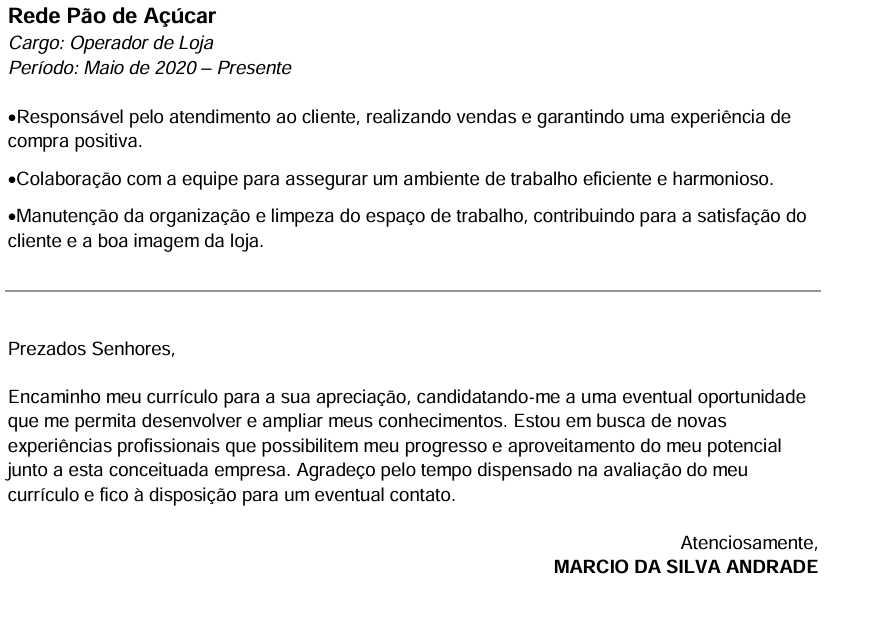 Rede Pão de Açúcar
Cargo: Operador de Loja
Período: Maio de 2020 – Presente
•Responsável pelo atendimento ao cliente, realizando vendas e garantindo uma experiência de
compra positiva.
•Colaboração com a equipe para assegurar um ambiente de trabalho eficiente e harmonioso.
•Manutenção da organização e limpeza do espaço de trabalho, contribuindo para a satisfação do
cliente e a boa imagem da loja.
Prezados Senhores,
Encaminho meu currículo para a sua apreciação, candidatando-me a uma eventual oportunidade
que me permita desenvolver e ampliar meus conhecimentos. Estou em busca de novas
experiências profissionais que possibilitem meu progresso e aproveitamento do meu potencial
junto a esta conceituada empresa. Agradeço pelo tempo dispensado na avaliação do meu
currículo e fico à disposição para um eventual contato.
Atenciosamente,
MARCIO DA SILVA ANDRADE